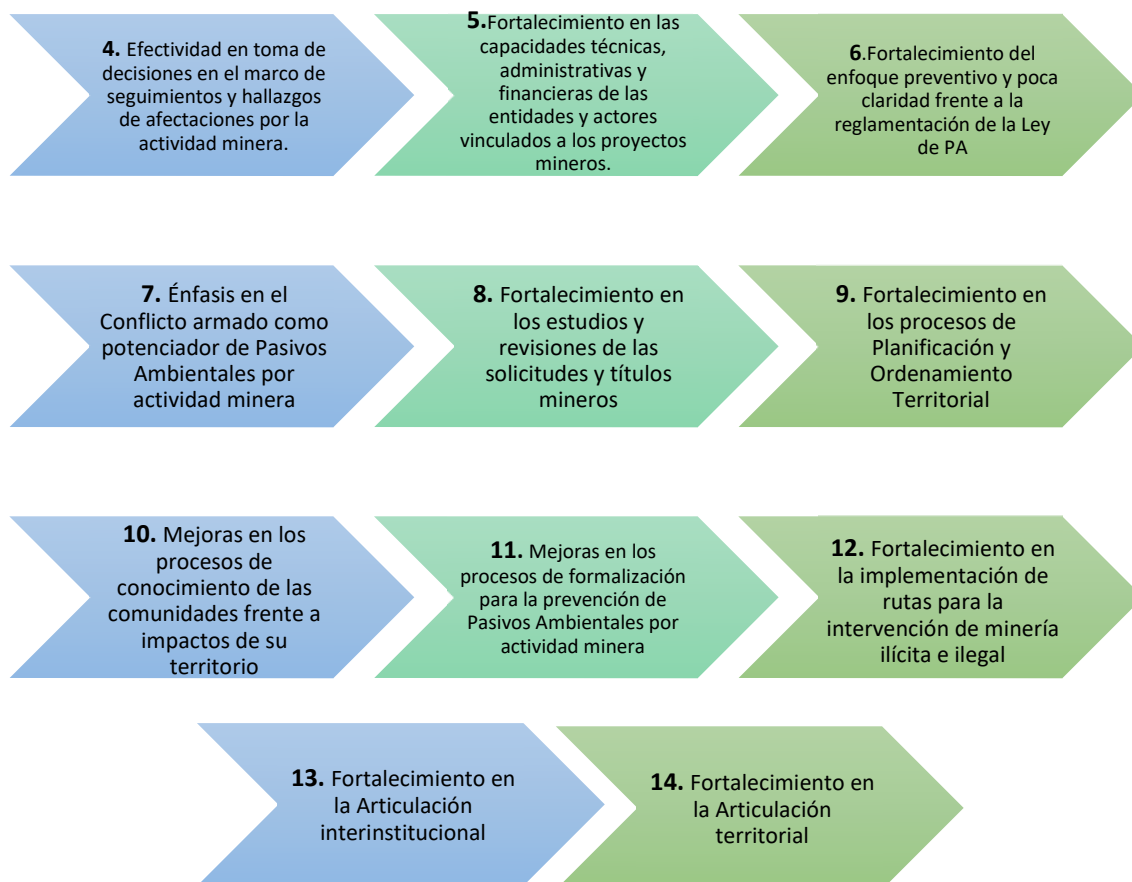 4. Efectividad en toma de
decisiones en el marco de
seguimientos y hallazgos
de afectaciones por la
actividad minera.
5.Fortalecimiento en las
capacidades técnicas,
administrativas y
financieras de las
entidades y actores
vinculados a los proyectos
mineros.
6.Fortalecimiento del
enfoque preventivo y poca
claridad frente a la
reglamentación de la Ley
de PA
7. Énfasis en el
Conflicto armado como
potenciador de Pasivos
Ambientales por
actividad minera
8. Fortalecimiento en
los estudios y
revisiones de las
solicitudes y títulos
mineros
9. Fortalecimiento en
los procesos de
Planificación y
Ordenamiento
Territorial
10. Mejoras en los
procesos de
conocimiento de las
comunidades frente a
impactos de su
territorio
11. Mejoras en los
procesos de formalización
para la prevención de
Pasivos Ambientales por
actividad minera
12. Fortalecimiento en
la implementación de
rutas para la
intervención de minería
ilícita e ilegal
13. Fortalecimiento en
la Articulación
interinstitucional
14. Fortalecimiento en
la Articulación
territorial